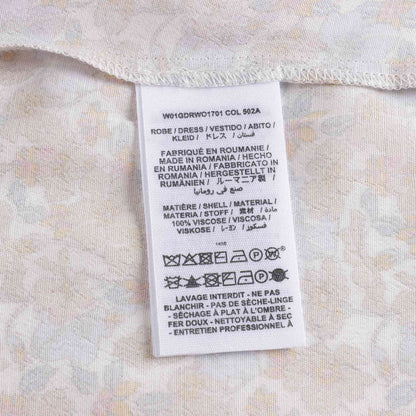 W01GDRWO1701 COL 502A
ROBE / DRESS / VESTIDO / ABITO /
KLEID / ドレス / فستان
FABRIQUÉ EN ROUMANIE /
MADE IN ROMANIA / HECHO
EN RUMANIA / FABBRICATO IN
ROMANIA / HERGESTELLT IN
RUMÄNIEN / ルーマニア製 /
صنع في رومانيا
MATIÈRE / SHELL / MATERIAL /
MATERIA / STOFF / 素材 / مادة
100% VISCOSE / VISCOSA /
VISKOSE / レーヨン / فسكوز
LAVAGE INTERDIT - NE PAS
BLANCHIR - PAS DE SÈCHE-LINGE
- SÉCHAGE À PLAT À L'OMBRE -
FER DOUX - NETTOYABLE À SEC
- ENTRETIEN PROFESSIONNEL À